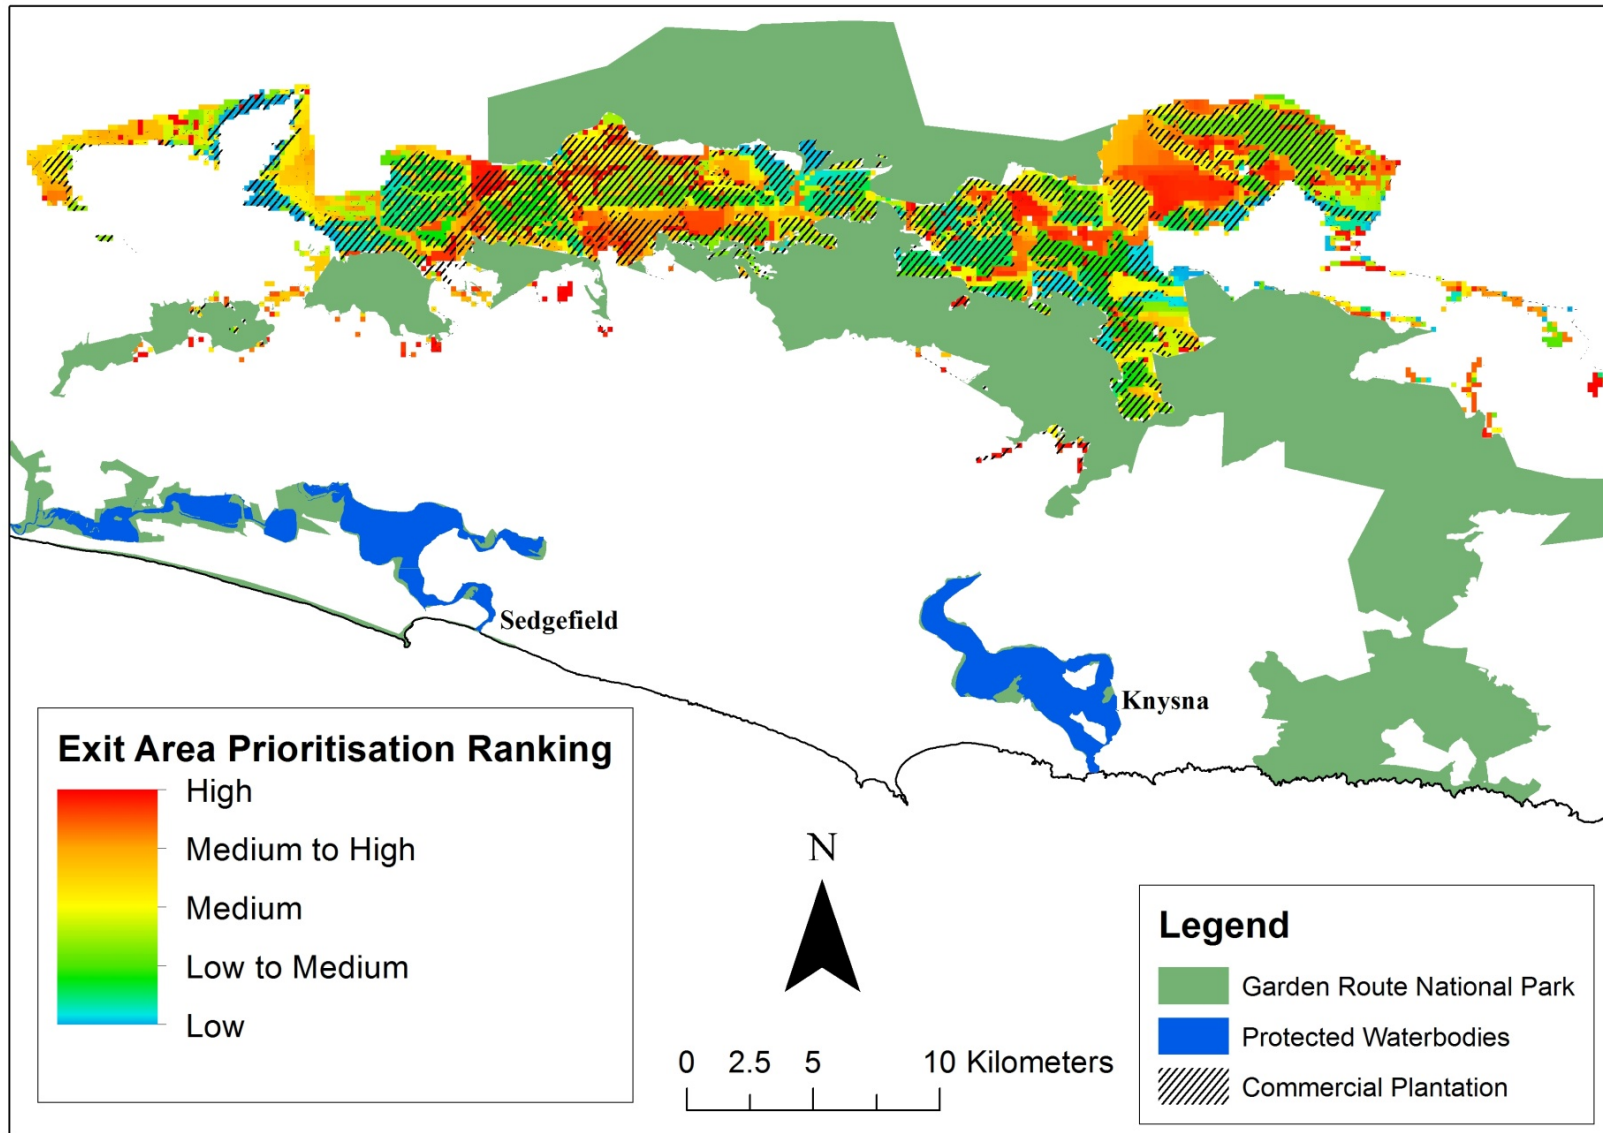 Sedgefield
Knysna
Exit Area Prioritisation Ranking
High
Medium to High
Medium
Low to Medium
Low
N
0 2.5 5 10 Kilometers
Legend
Garden Route National Park
Protected Waterbodies
Commercial Plantation